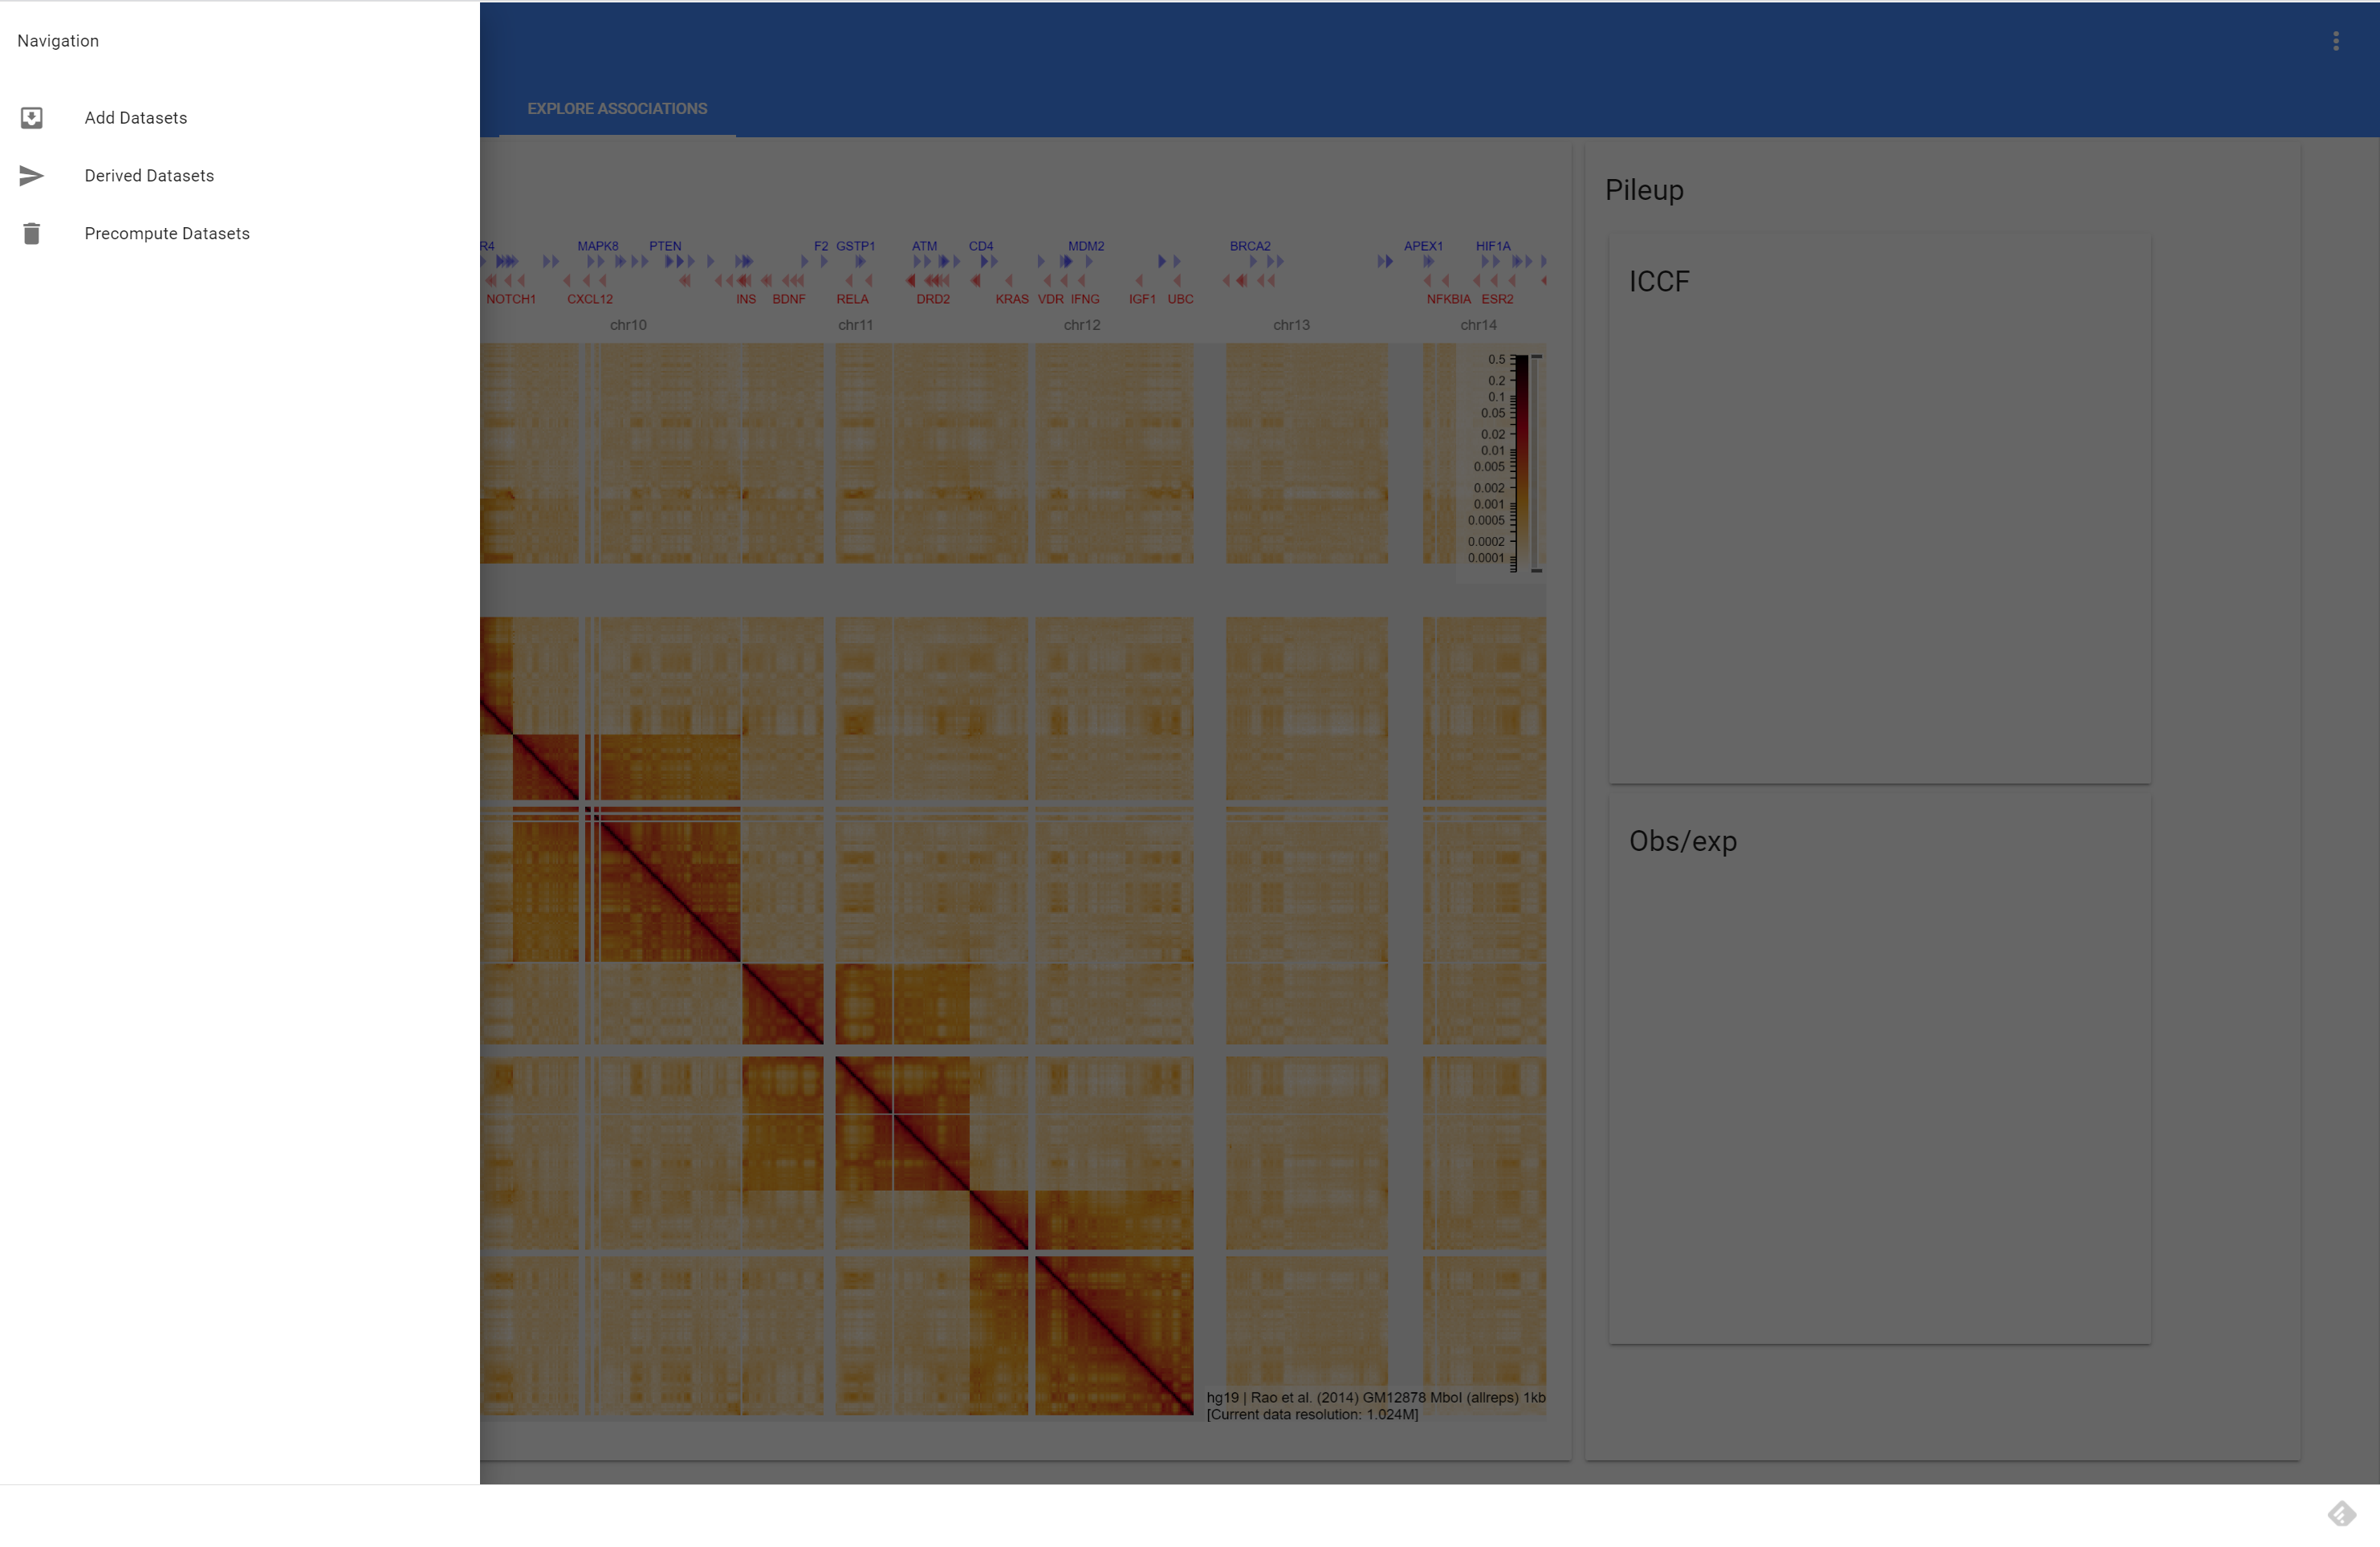 Navigation
Add Datasets
Derived Datasets
Precompute Datasets
EXPLORE ASSOCIATIONS
R4 MAPK8 PTEN F2 GSTP1 ATM CD4 MDM2 BRCA2 APEX1 HIF1A
NOTCH1 CXCL12 INS BDNF RELA DRD2 KRAS VDR IFNG IGF1 UBC NFKBIA ESR2
chr10 chr11 chr12 chr13 chr14
0.5
0.2
0.1
0.05
0.02
0.01
0.005
0.002
0.001
0.0005
0.0002
0.0001
hg19 | Rao et al. (2014) GM12878 MboI (allreps) 1kb
[Current data resolution: 1.024M]
Pileup
ICCF
Obs/exp